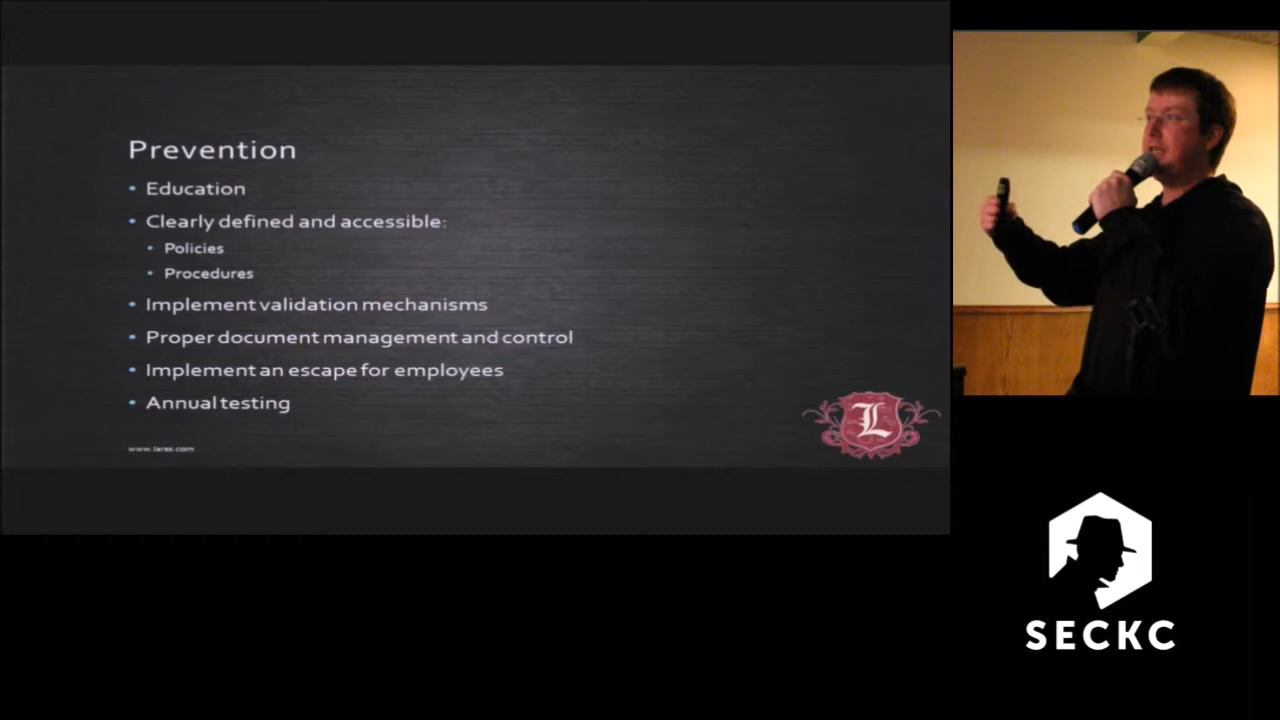 Prevention
• Education
• Clearly defined and accessible:
• Policies
• Procedures
• Implement validation mechanisms
• Proper document management and control
• Implement an escape for employees
• Annual testing
www.lares.com
L
SECKC